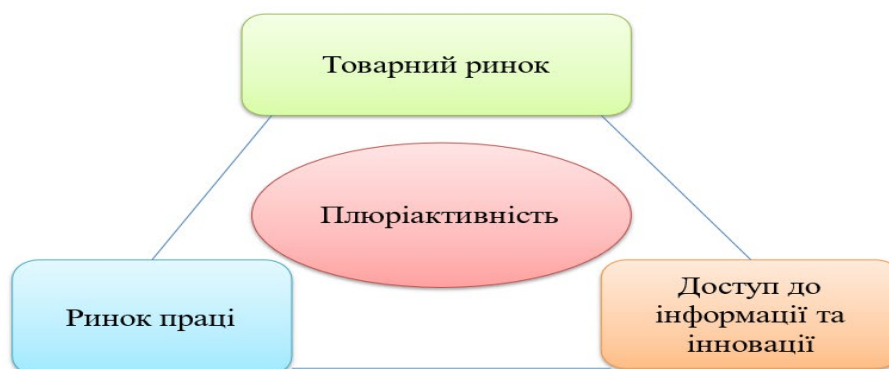 Товарний ринок
Плюріактивність
Ринок праці
Доступ до
інформації та
інновації